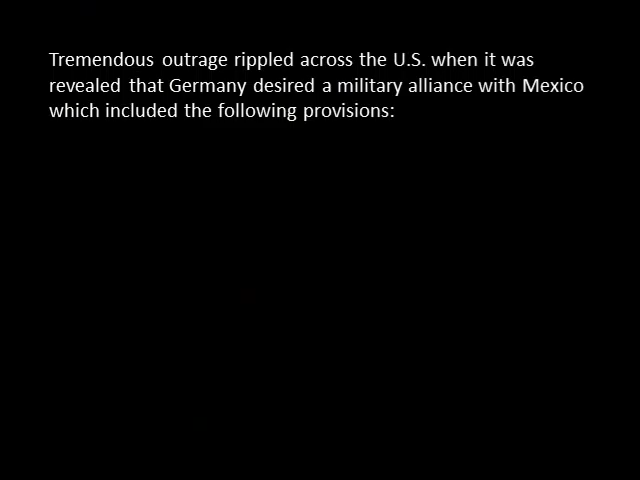 Tremendous outrage rippled across the U.S. when it was
revealed that Germany desired a military alliance with Mexico
which included the following provisions: